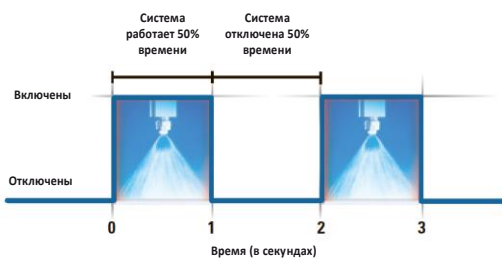 Система
работает 50%
времени
Система
отключена 50%
времени
Включены
Отключены
0 1 2 3
Время (в секундах)